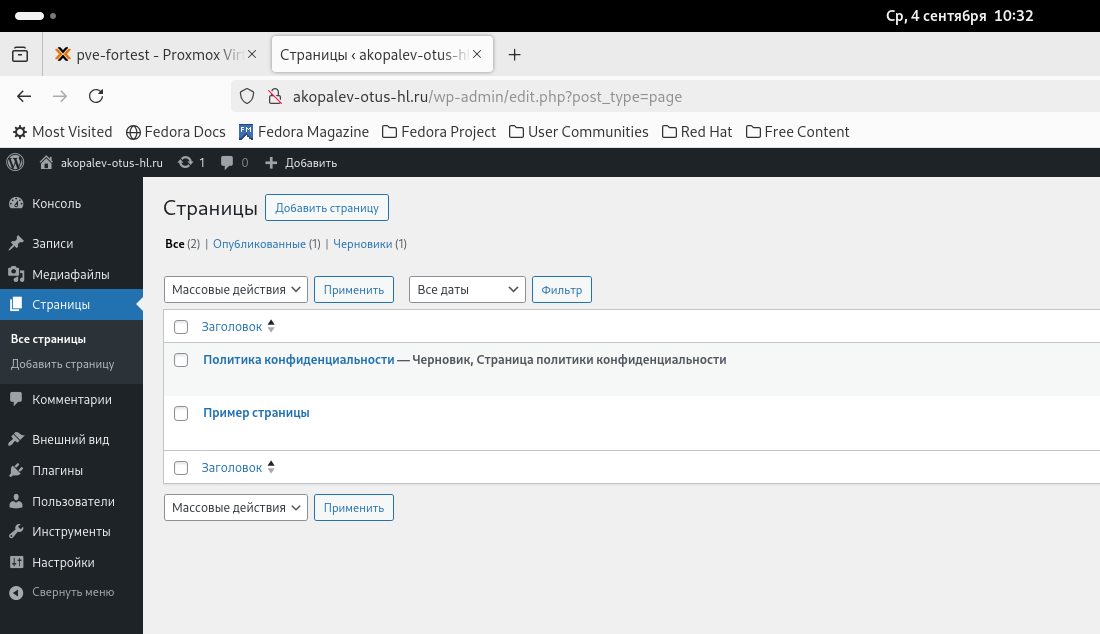 Ср, 4 сентября 10:32
pve-fortest - Proxmox Vir
Страницы ‹ akopalev-otus-hl
akopalev-otus-hl.ru/wp-admin/edit.php?post_type=page
Most Visited Fedora Docs Fedora Magazine Fedora Project User Communities Red Hat Free Content
akopalev-otus-hl.ru 1 0 Добавить
Консоль
Записи
Медиафайлы
Страницы
Все страницы
Добавить страницу
Комментарии
Внешний вид
Плагины
Пользователи
Инструменты
Настройки
Свернуть меню
Страницы Добавить страницу
Все (2) | Опубликованные (1) | Черновики (1)
Массовые действия Применить Все даты Фильтр
Заголовок
Политика конфиденциальности — Черновик, Страница политики конфиденциальности
Пример страницы
Заголовок
Массовые действия Применить